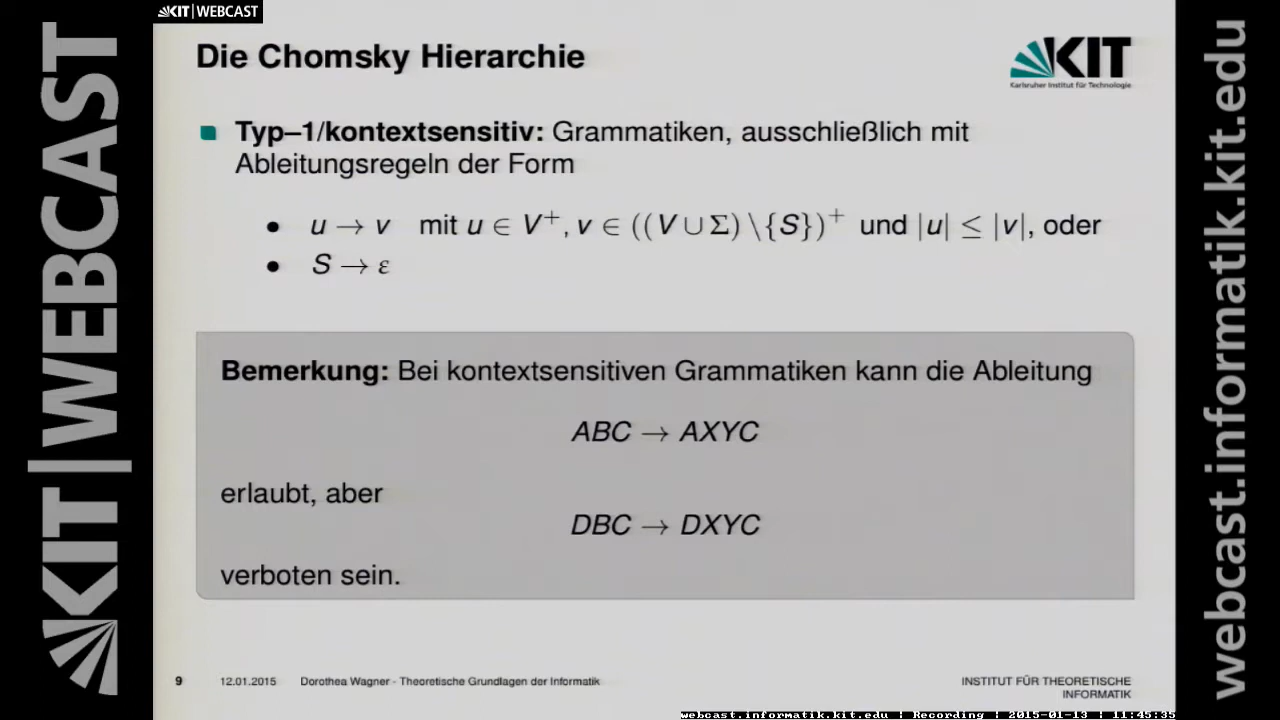 KIT|WEBCAST
Die Chomsky Hierarchie
KIT
Karlsruher Institut für Technologie
Typ–1/kontextsensitiv: Grammatiken, ausschließlich mit
Ableitungsregeln der Form
• u → v mit u ∈ V⁺, v ∈ ((V ∪ Σ) \ {S})⁺ und |u| ≤ |v|, oder
• S → ε
Bemerkung: Bei kontextsensitiven Grammatiken kann die Ableitung
ABC → AXYC
erlaubt, aber
DBC → DXYC
verboten sein.
9 12.01.2015 Dorothea Wagner - Theoretische Grundlagen der Informatik
INSTITUT FÜR THEORETISCHE
INFORMATIK
webcast.informatik.kit.edu | Recording | 2015-01-13 | 11:45:35
KIT|WEBCAST
webcast.informatik.kit.edu